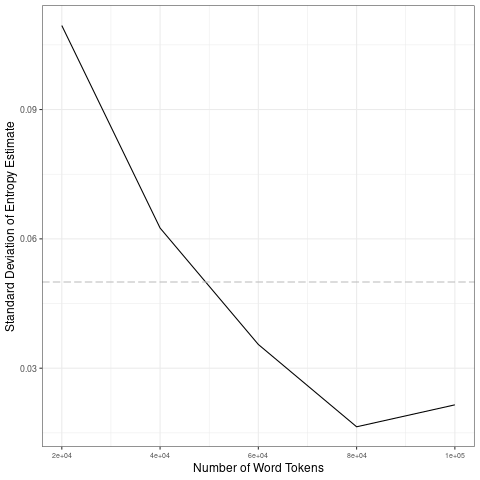 Standard Deviation of Entropy Estimate
0.09
0.06
0.03
2e+04 4e+04 6e+04 8e+04 1e+05
Number of Word Tokens